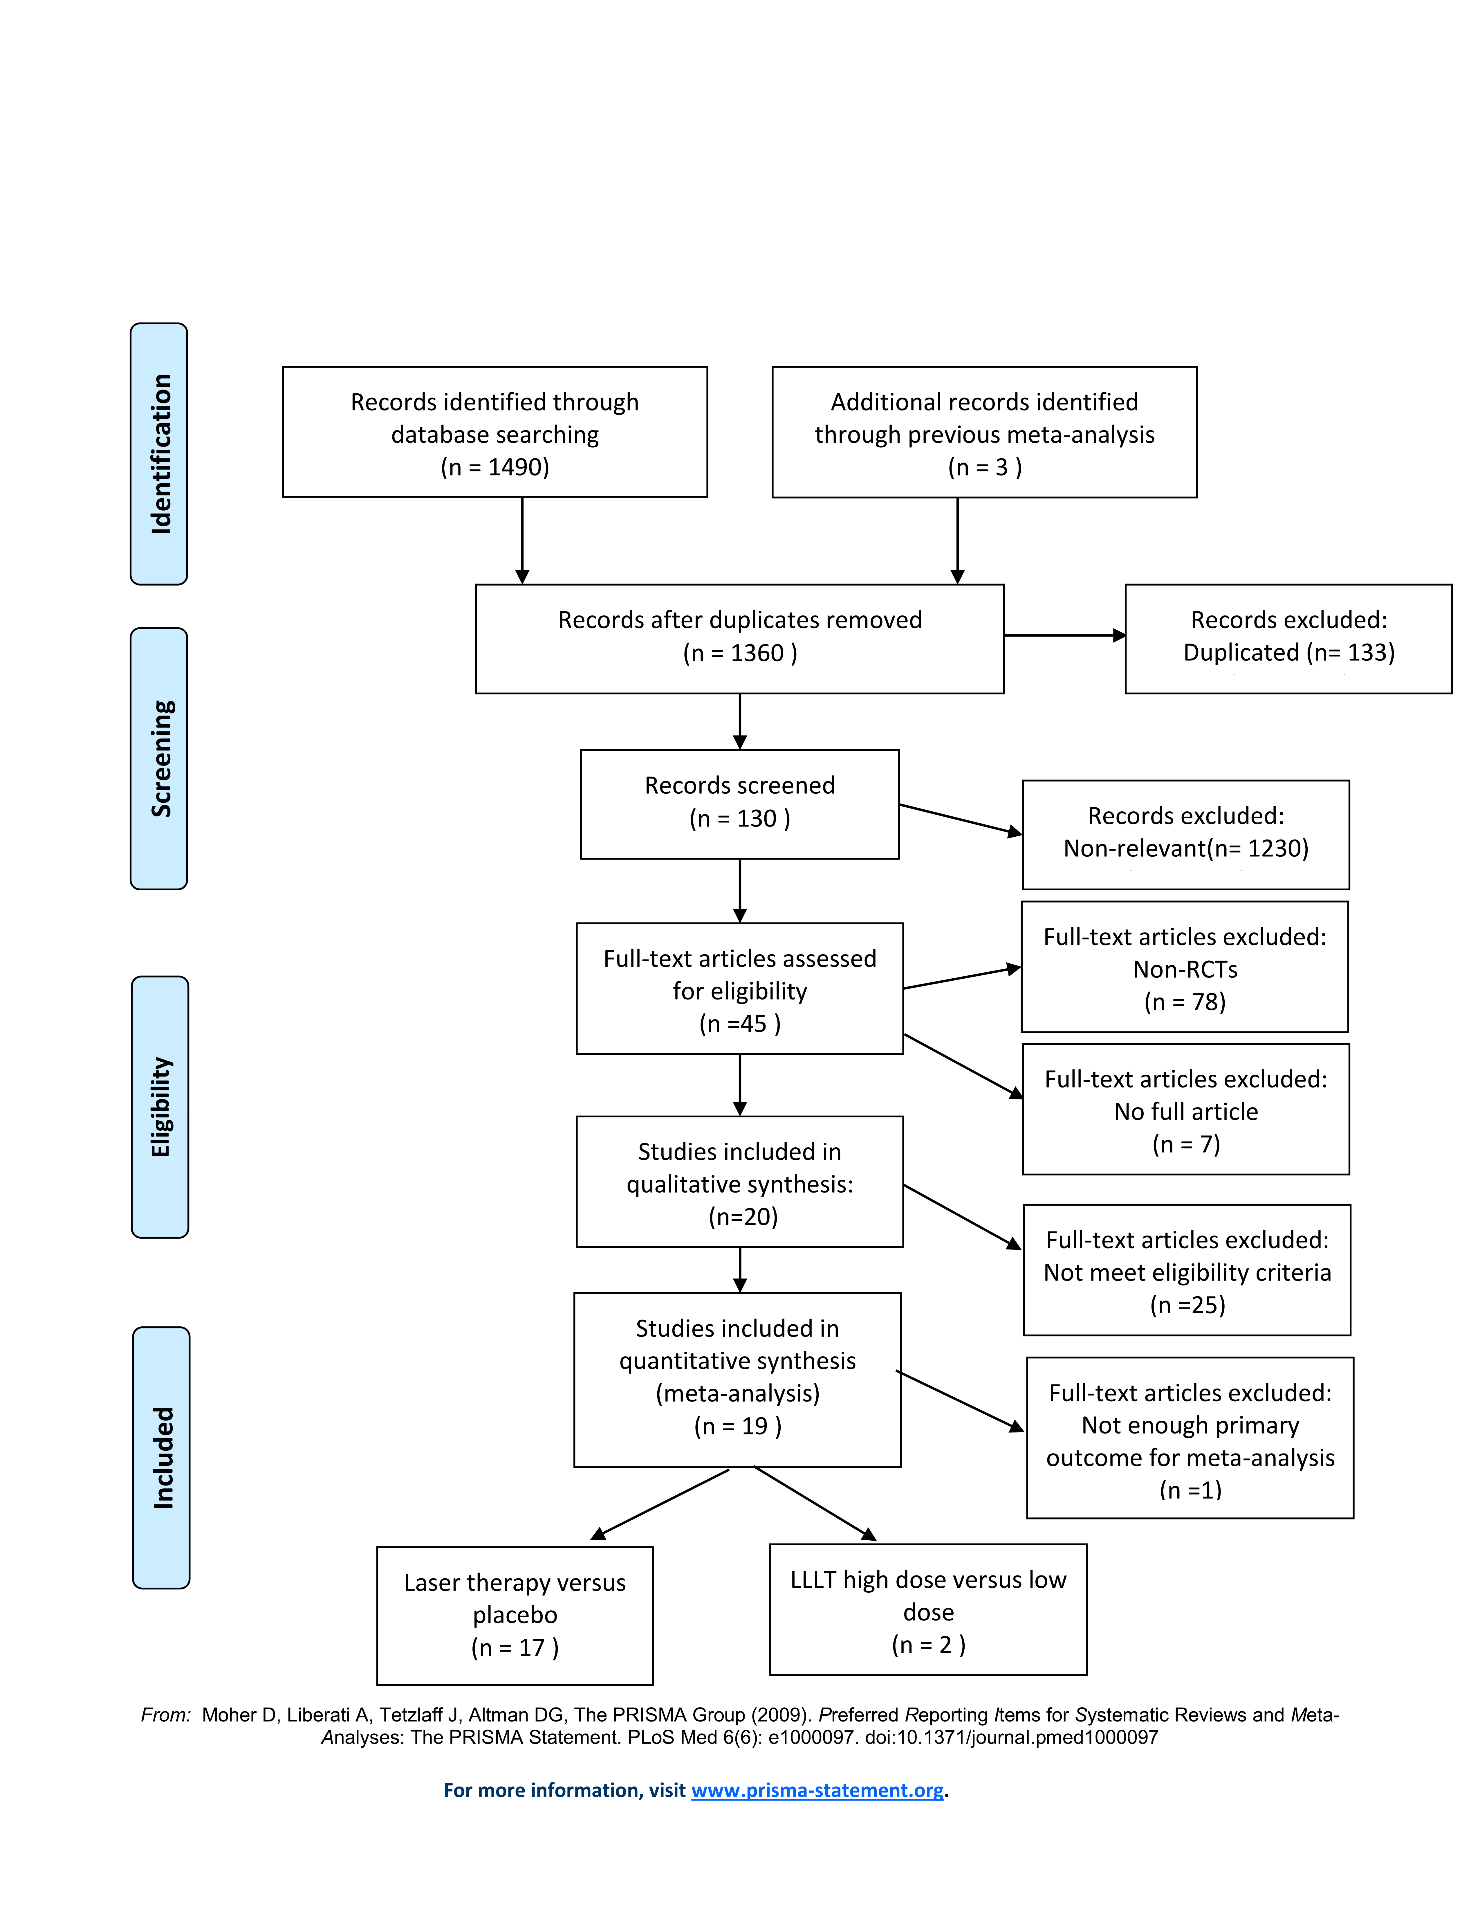 Identification
Records identified through
database searching
(n = 1490)
Additional records identified
through previous meta-analysis
(n = 3 )
Records after duplicates removed
(n = 1360 )
Records excluded:
Duplicated (n= 133)
Screening
Records screened
(n = 130 )
Records excluded:
Non-relevant(n= 1230)
Full-text articles assessed
for eligibility
(n =45 )
Full-text articles excluded:
Non-RCTs
(n = 78)
Full-text articles excluded:
No full article
(n = 7)
Eligibility
Studies included in
qualitative synthesis:
(n=20)
Full-text articles excluded:
Not meet eligibility criteria
(n =25)
Studies included in
quantitative synthesis
(meta-analysis)
(n = 19 )
Full-text articles excluded:
Not enough primary
outcome for meta-analysis
(n =1)
Included
Laser therapy versus
placebo
(n = 17 )
LLLT high dose versus low
dose
(n = 2 )
From: Moher D, Liberati A, Tetzlaff J, Altman DG, The PRISMA Group (2009). Preferred Reporting Items for Systematic Reviews and Meta-
Analyses: The PRISMA Statement. PLoS Med 6(6): e1000097. doi:10.1371/journal.pmed1000097
For more information, visit www.prisma-statement.org.